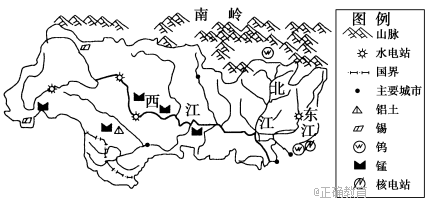 南 岭
西
江
北
江
东
江
图 例
山脉
水电站
国界
主要城市
铝土
锡
钨
锰
核电站
@正确教育